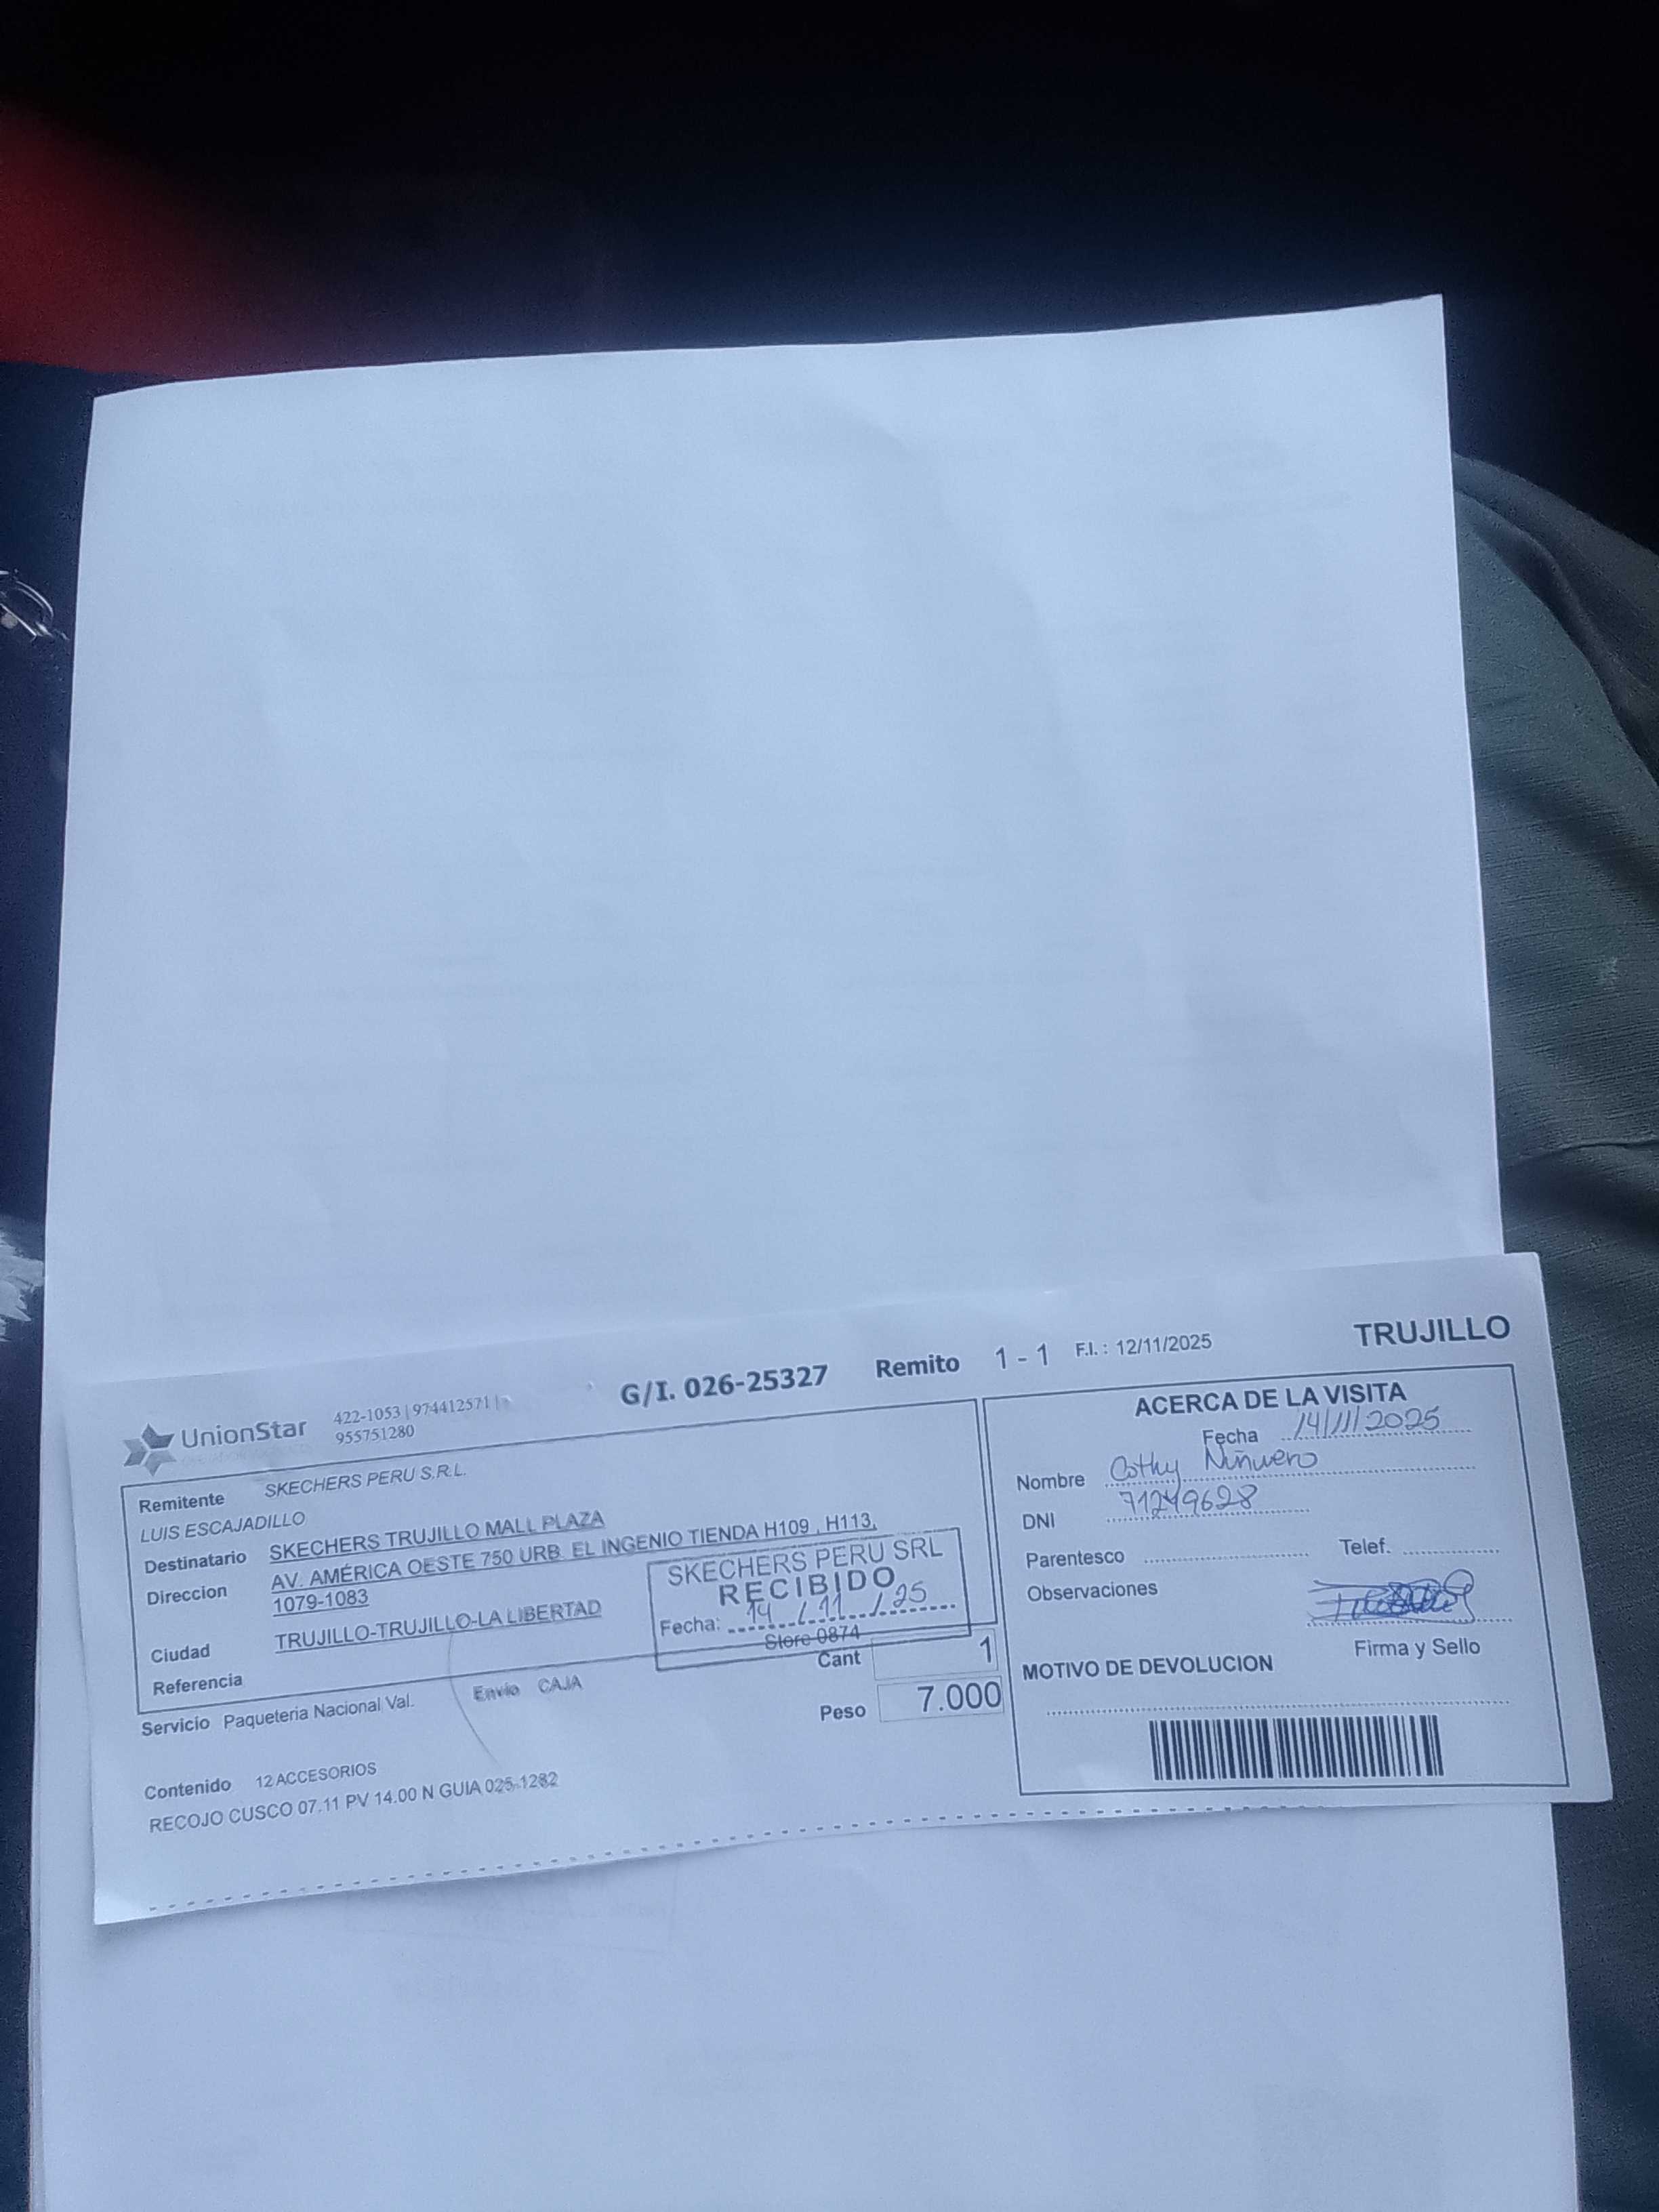 TRUJILLO
G/I. 026-25327 Remito 1 - 1 F.I. : 12/11/2025
UnionStar 422-1053 | 974412571 |
955751280
Remitente SKECHERS PERU S.R.L.
LUIS ESCAJADILLO
Destinatario SKECHERS TRUJILLO MALL PLAZA
Direccion AV. AMÉRICA OESTE 750 URB. EL INGENIO TIENDA H109 , H113,
1079-1083
Ciudad TRUJILLO-TRUJILLO-LA LIBERTAD
Referencia
SKECHERS PERU SRL
RECIBIDO
Fecha: 14 / 11 / 25
Store 0874
Servicio Paqueteria Nacional Val. Envio CAJA
Cant 1
Peso 7.000
Contenido 12 ACCESORIOS
RECOJO CUSCO 07.11 PV 14.00 N GUIA 025-1282
ACERCA DE LA VISITA
Fecha 14/11/2025
Nombre Cathy
DNI 71249628
Parentesco Telef.
Observaciones
Firma y Sello
MOTIVO DE DEVOLUCION